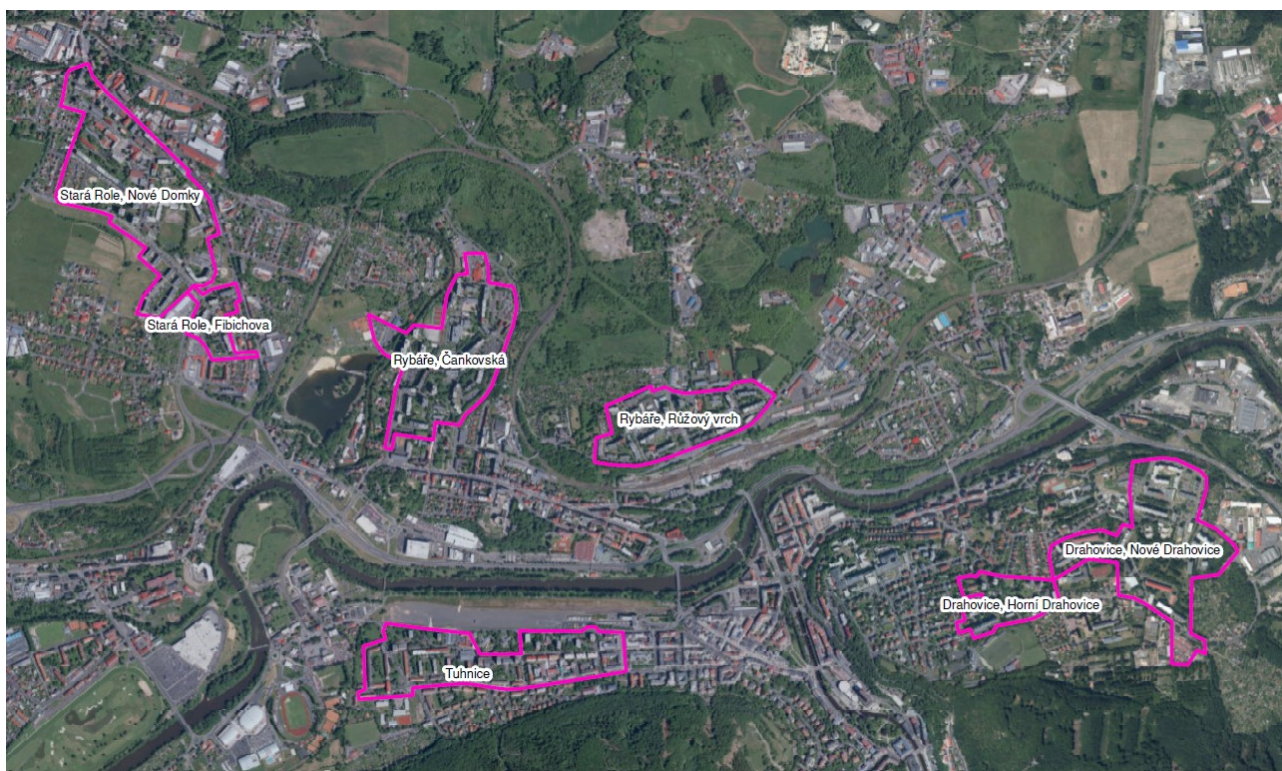 Stará Role, Nové Domky
Stará Role, Fibichova
Rybáře, Čankovská
Rybáře, Růžový vrch
Drahovice, Nové Drahovice
Drahovice, Horní Drahovice
Tuhnice